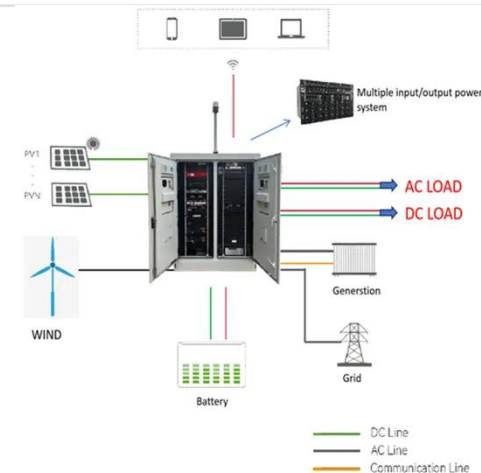 Multiple input/output power
system
PV1
PVN
AC LOAD
DC LOAD
WIND
Generstion
Grid
Battery
DC Line
AC Line
Communication Line